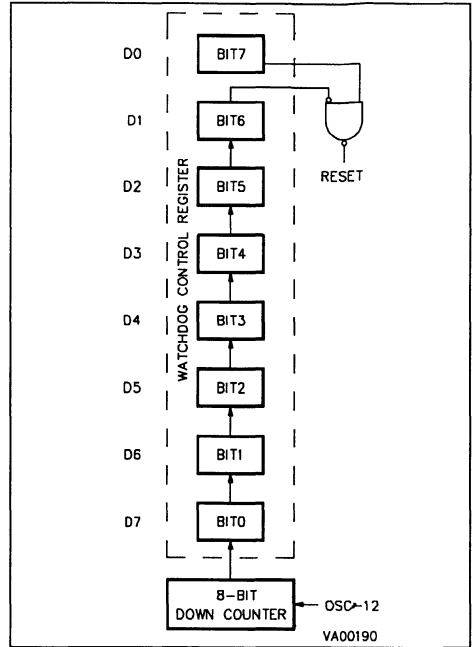 D0 BIT7
D1 BIT6
RESET
D2 BIT5
D3 BIT4
D4 BIT3
D5 BIT2
D6 BIT1
D7 BIT0
WATCHDOG CONTROL REGISTER
8-BIT
DOWN COUNTER
OSC-12
VA00190